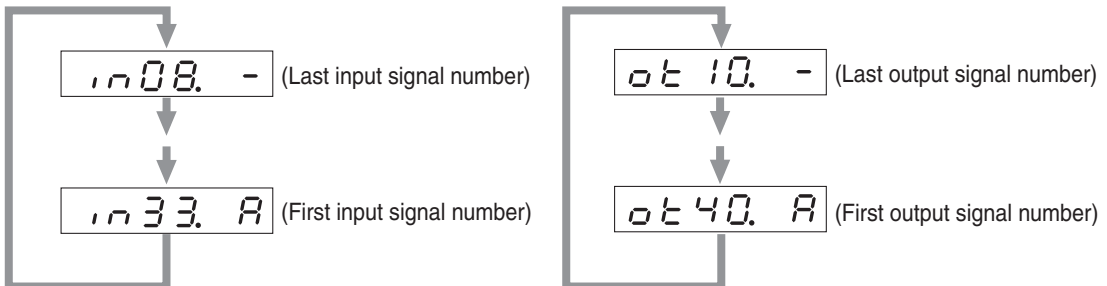 in08. - (Last input signal number)
in33. A (First input signal number)
ot10. - (Last output signal number)
ot40. A (First output signal number)